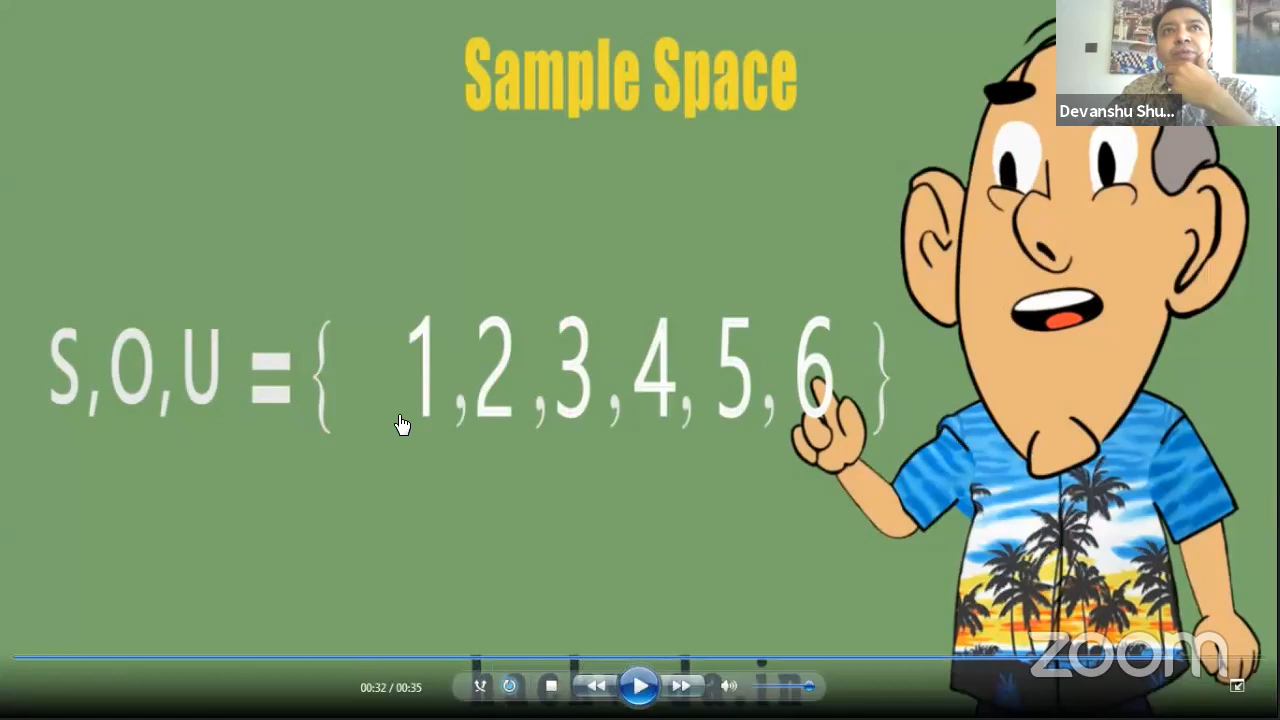 Sample Space
Devanshu Shu...
S,O,U = { 1,2,3,4,5,6 }
zoom
00:32 / 00:35